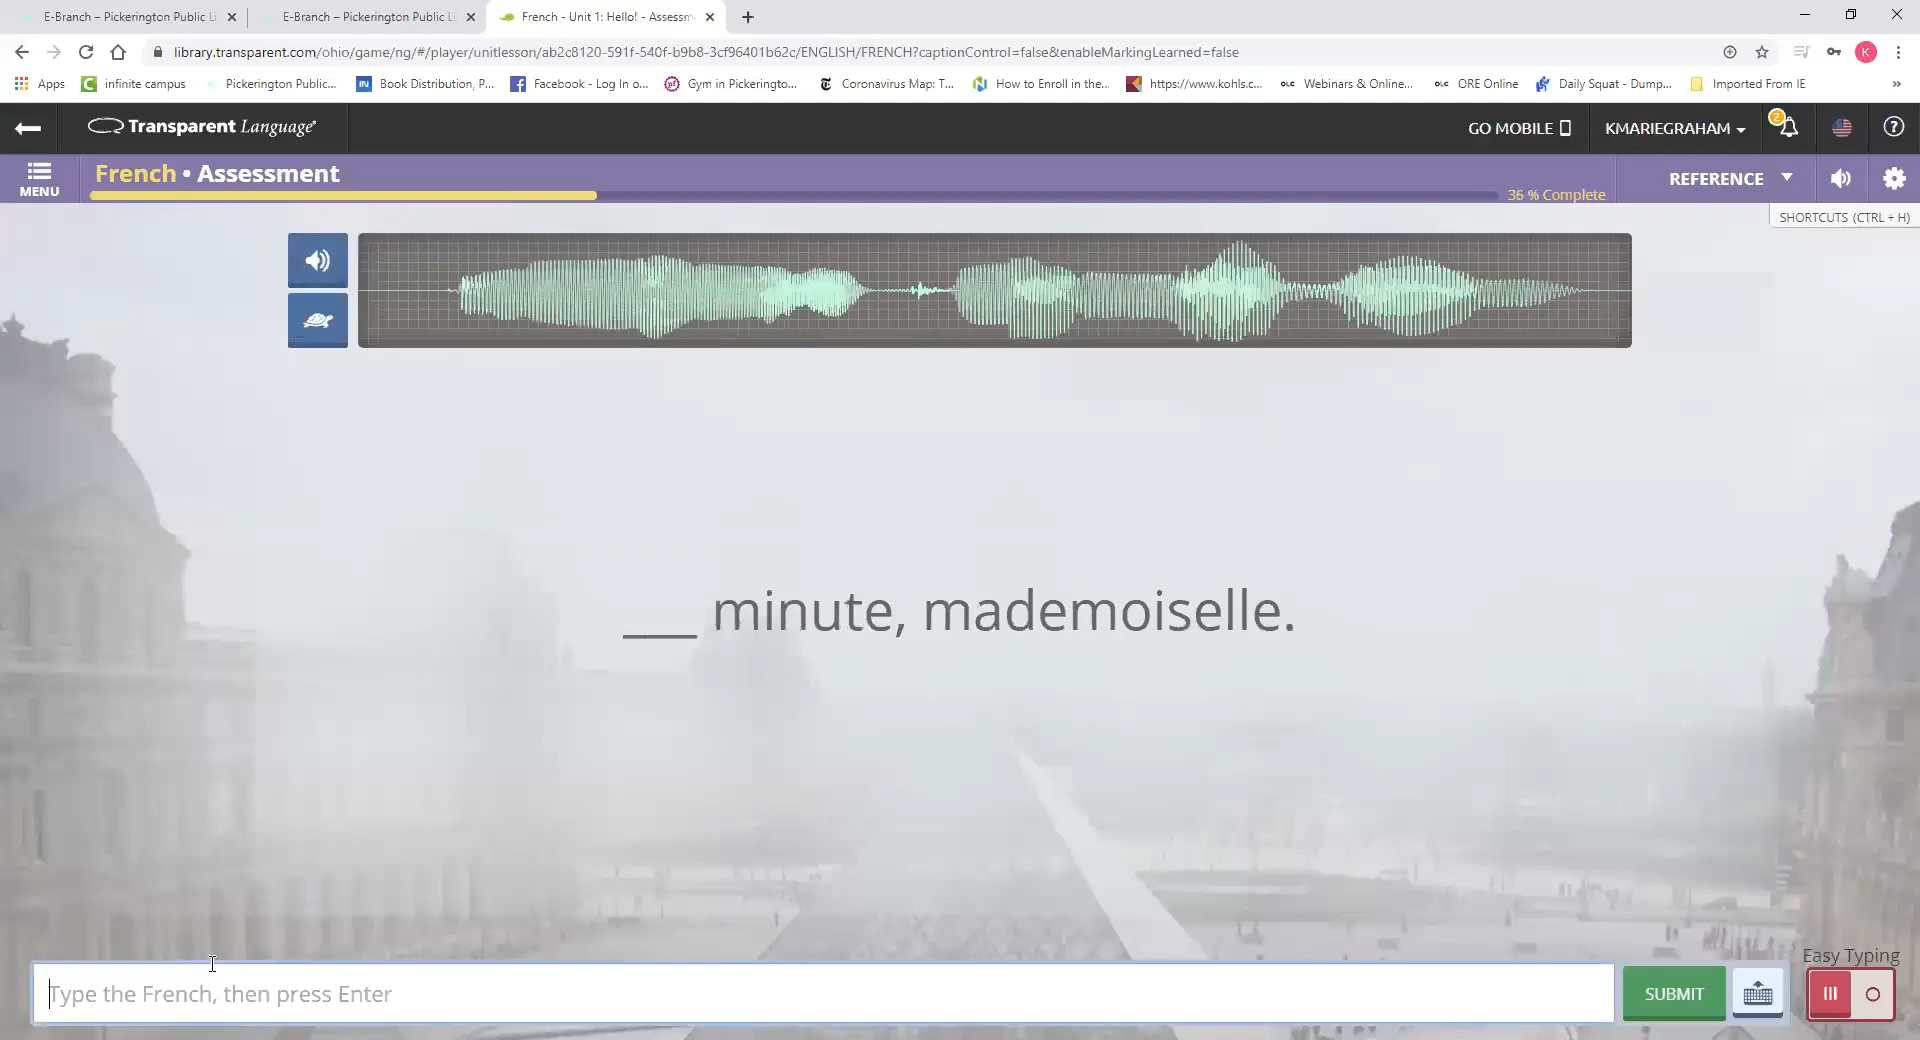 E-Branch – Pickerington Public Li
E-Branch – Pickerington Public Li
French - Unit 1: Hello! - Assessm
library.transparent.com/ohio/game/ng/#/player/unitlesson/ab2c8120-591f-540f-b9b8-3cf96401b62c/ENGLISH/FRENCH?captionControl=false&enableMarkingLearned=false
K
Apps
infinite campus
Pickerington Public...
Book Distribution, P...
Facebook - Log In o...
Gym in Pickeringto...
Coronavirus Map: T...
How to Enroll in the...
https://www.kohls.c...
Webinars & Online...
ORE Online
Daily Squat - Dump...
Imported From IE
Transparent Language
GO MOBILE
KMARIEGRAHAM
2
MENU
French • Assessment
36 % Complete
REFERENCE
SHORTCUTS (CTRL + H)
___ minute, mademoiselle.
Easy Typing
Type the French, then press Enter
SUBMIT